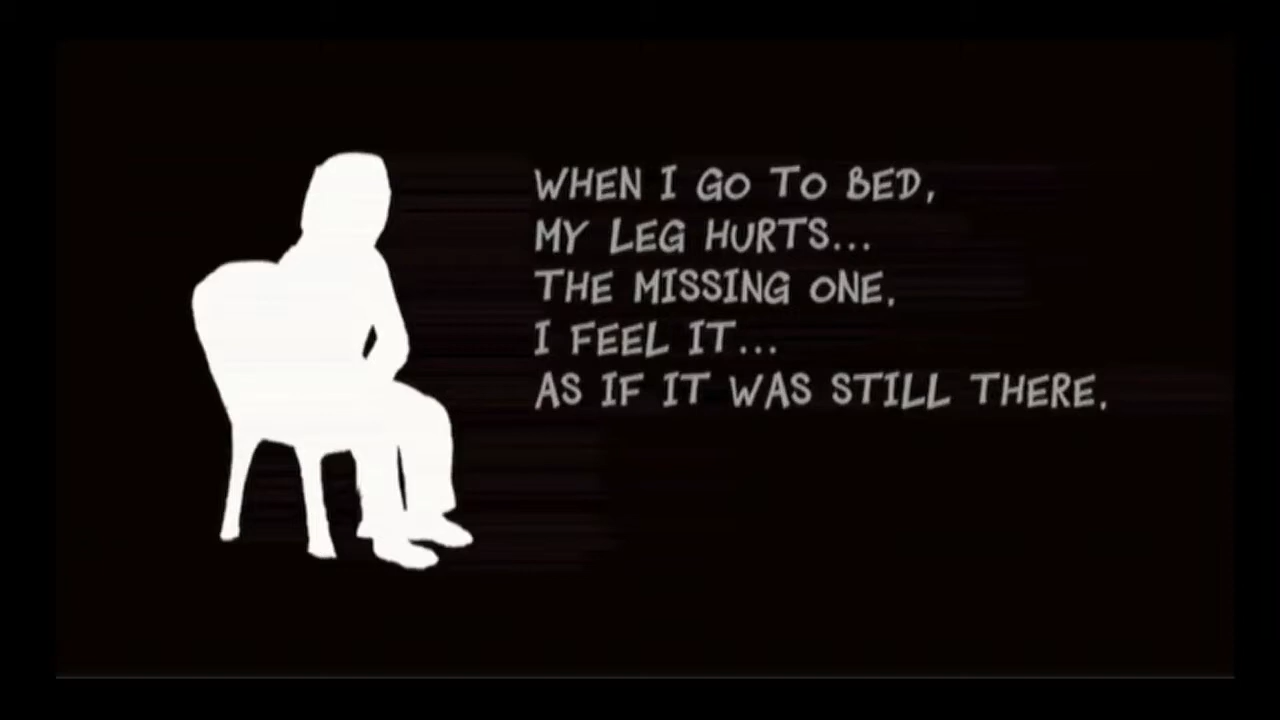 WHEN I GO TO BED,
MY LEG HURTS...
THE MISSING ONE.
I FEEL IT...
AS IF IT WAS STILL THERE.